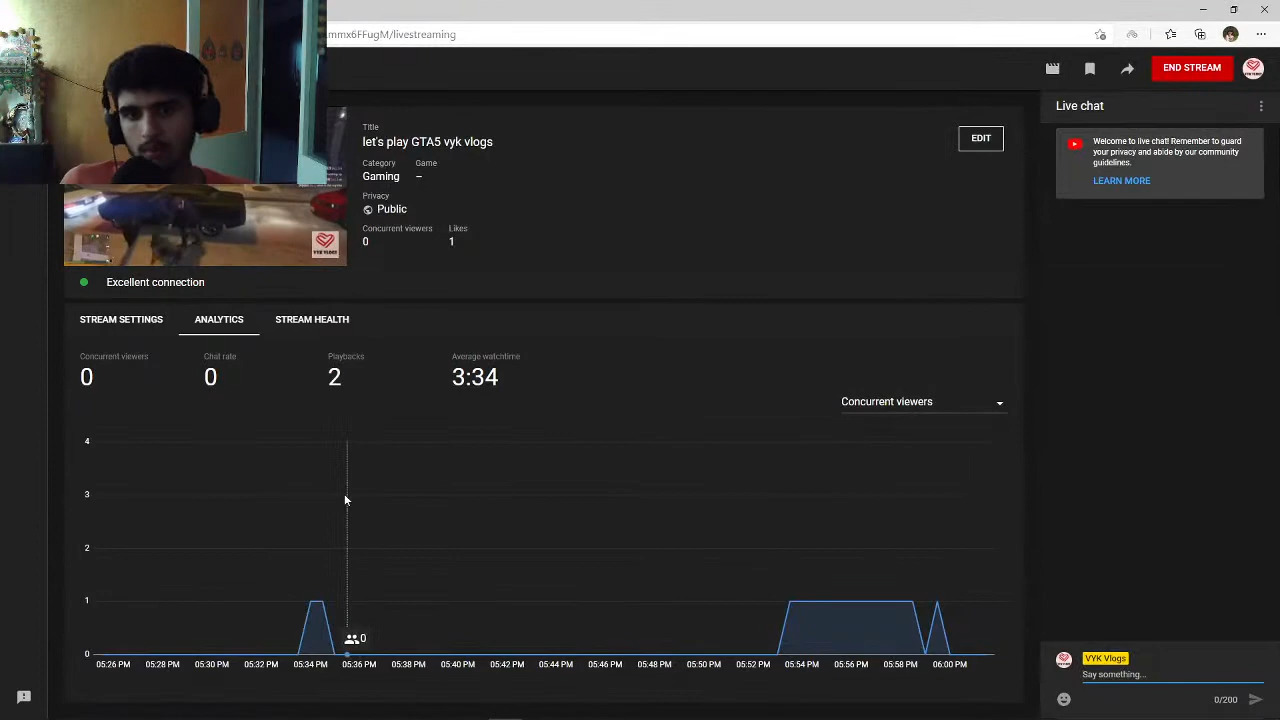 mmx6FFugM/livestreaming
END STREAM
Title
let's play GTA5 vyk vlogs
EDIT
Category Game
Gaming –
Privacy
Public
Concurrent viewers Likes
0 1
VYK VLOGS
Excellent connection
STREAM SETTINGS ANALYTICS STREAM HEALTH
Concurrent viewers Chat rate Playbacks Average watchtime
0 0 2 3:34
Concurrent viewers
4
3
2
1
0
0
05:26 PM 05:28 PM 05:30 PM 05:32 PM 05:34 PM 05:36 PM 05:38 PM 05:40 PM 05:42 PM 05:44 PM 05:46 PM 05:48 PM 05:50 PM 05:52 PM 05:54 PM 05:56 PM 05:58 PM 06:00 PM
Live chat
Welcome to live chat! Remember to guard
your privacy and abide by our community
guidelines.
LEARN MORE
VYK Vlogs
Say something...
0/200